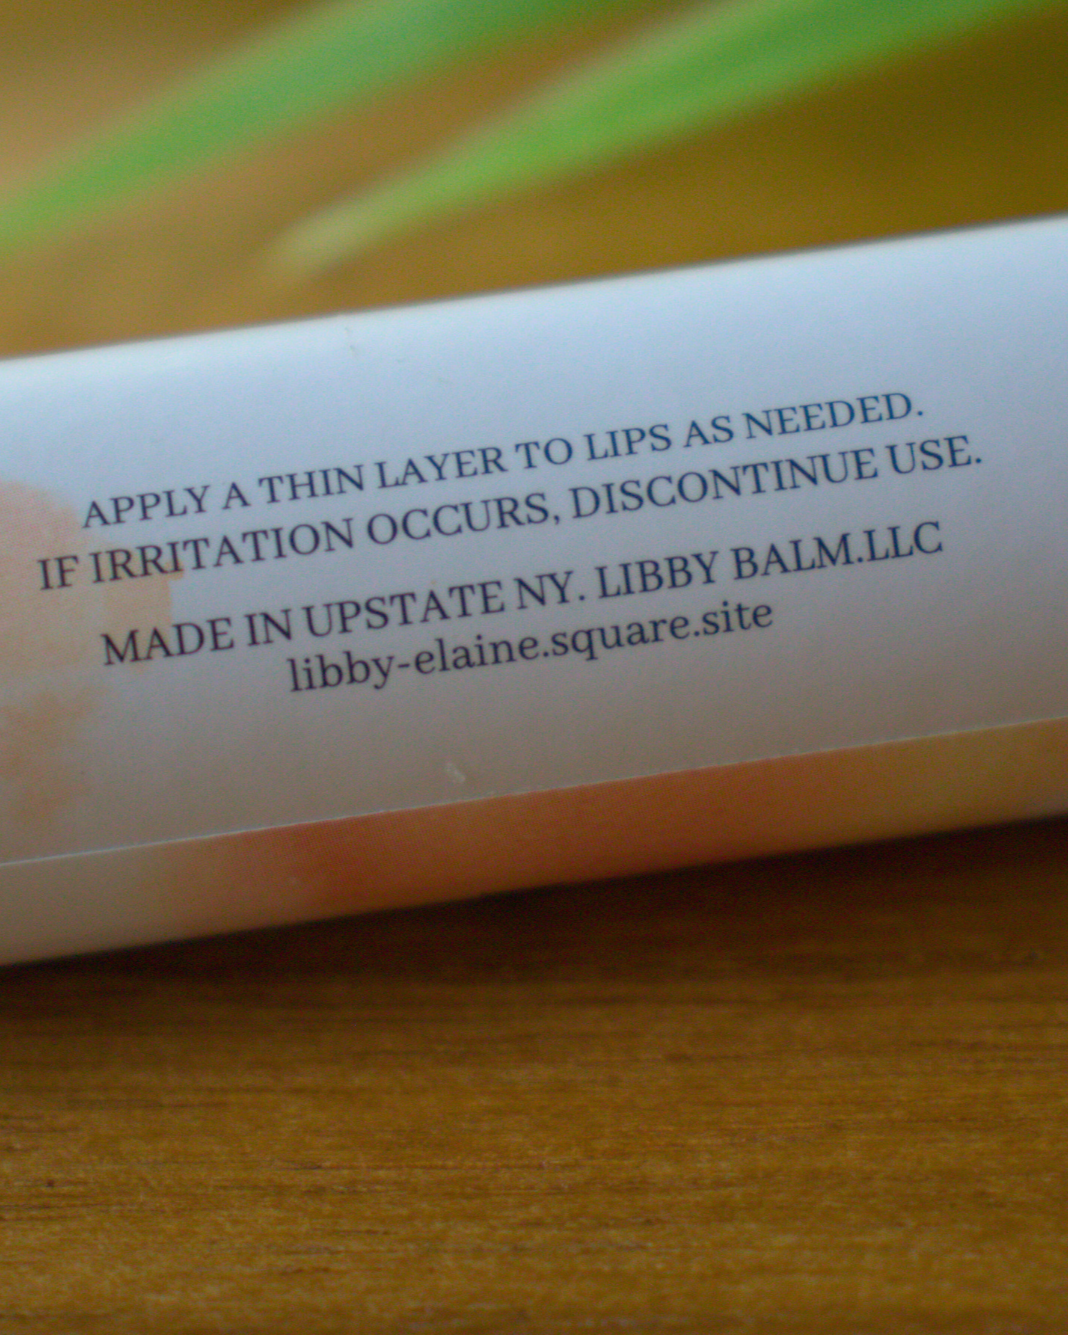 APPLY A THIN LAYER TO LIPS AS NEEDED.
IF IRRITATION OCCURS, DISCONTINUE USE.
MADE IN UPSTATE NY. LIBBY BALM.LLC
libby-elaine.square.site